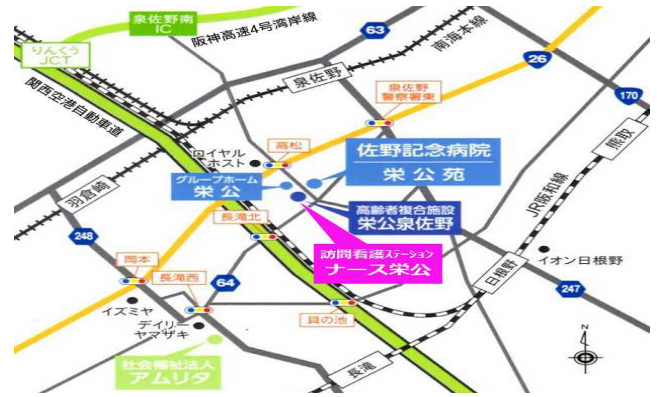 泉佐野南
IC
阪神高速4号湾岸線
63
南海本線
りんくう
JCT
関西空港自動車道
泉佐野
26
泉佐野
警察署東
170
熊取
高松
ロイヤル
ホスト
佐野記念病院
栄公苑
グループホーム
栄公
JR阪和線
羽倉崎
高齢者複合施設
栄公泉佐野
長滝北
訪問看護ステーション
ナース栄公
248
岡本
長滝西
64
イオン日根野
日根野
247
イズミヤ
デイリー
ヤマザキ
貝の池
社会福祉法人
アムリタ
長滝
N